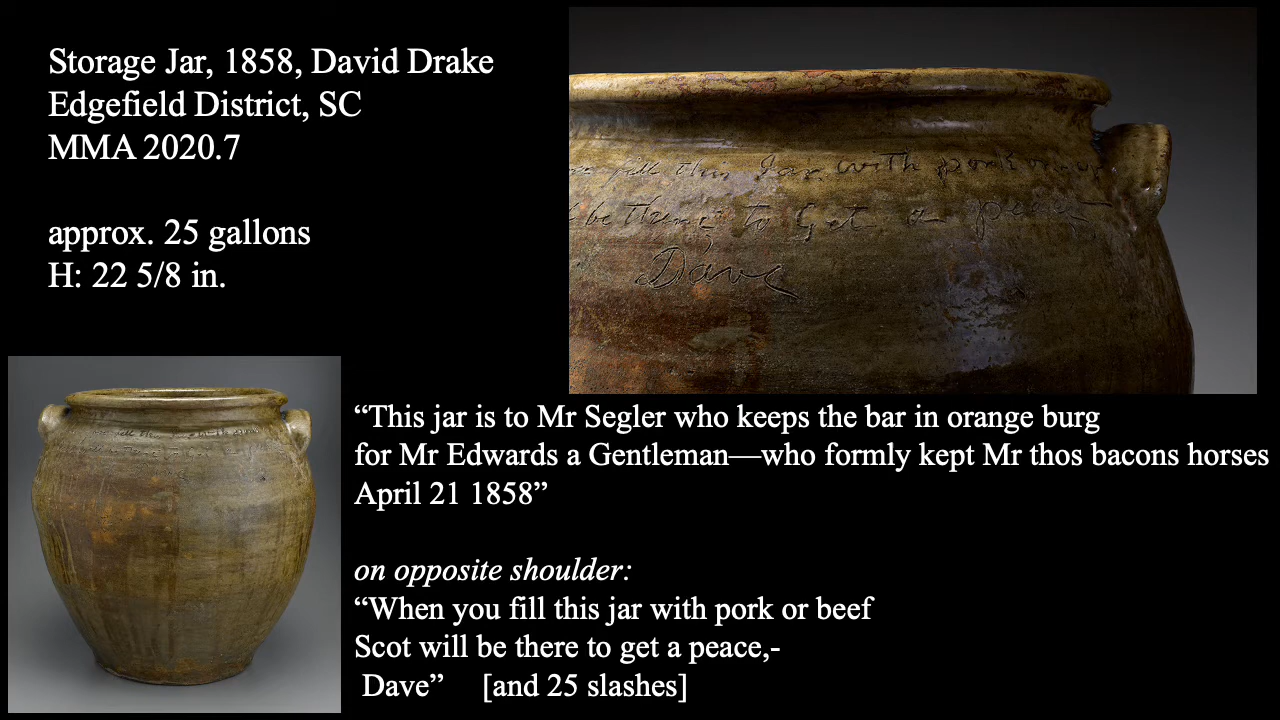 Storage Jar, 1858, David Drake
Edgefield District, SC
MMA 2020.7
approx. 25 gallons
H: 22 5/8 in.
fill this Jar with pork or
be there to Get a peace
Dave
“This jar is to Mr Segler who keeps the bar in orange burg
for Mr Edwards a Gentleman—who formly kept Mr thos bacons horses
April 21 1858”
on opposite shoulder:
“When you fill this jar with pork or beef
Scot will be there to get a peace,-
Dave” [and 25 slashes]